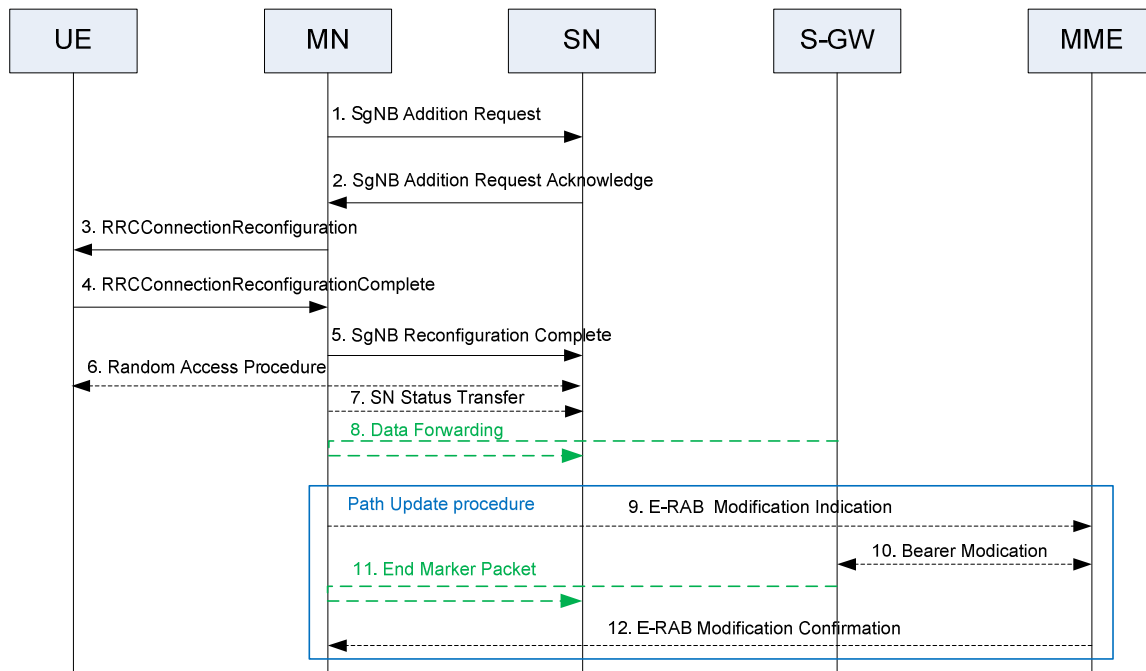 UE
MN
SN
S-GW
MME
1. SgNB Addition Request
2. SgNB Addition Request Acknowledge
3. RRCConnectionReconfiguration
4. RRCConnectionReconfigurationComplete
5. SgNB Reconfiguration Complete
6. Random Access Procedure
7. SN Status Transfer
8. Data Forwarding
Path Update procedure
9. E-RAB Modification Indication
10. Bearer Modication
11. End Marker Packet
12. E-RAB Modification Confirmation